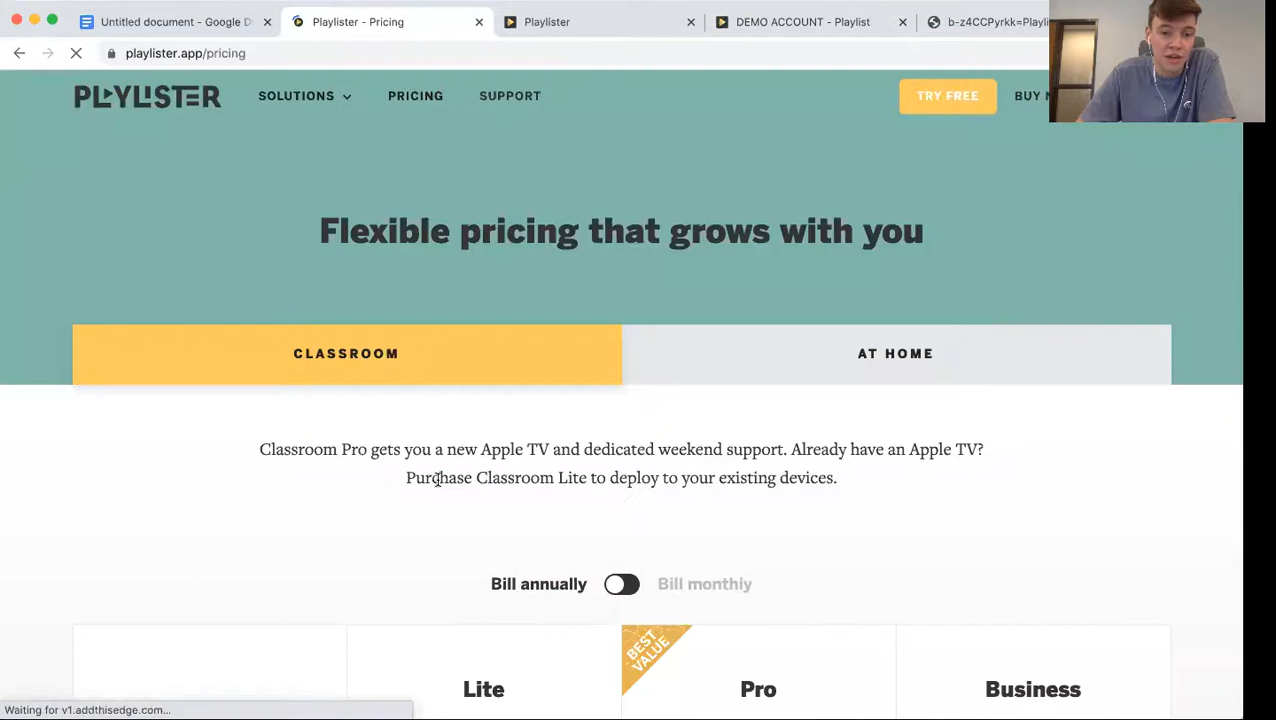 Untitled document - Google D
Playlister - Pricing
Playlister
DEMO ACCOUNT - Playlist
b-z4CCPyrkk=Playli
playlister.app/pricing
PLYLISTER
SOLUTIONS
PRICING
SUPPORT
TRY FREE
BUY N
Flexible pricing that grows with you
CLASSROOM
AT HOME
Classroom Pro gets you a new Apple TV and dedicated weekend support. Already have an Apple TV?
Purchase Classroom Lite to deploy to your existing devices.
Bill annually
Bill monthly
BEST
VALUE
Lite
Pro
Business
Waiting for v1.addthisedge.com...